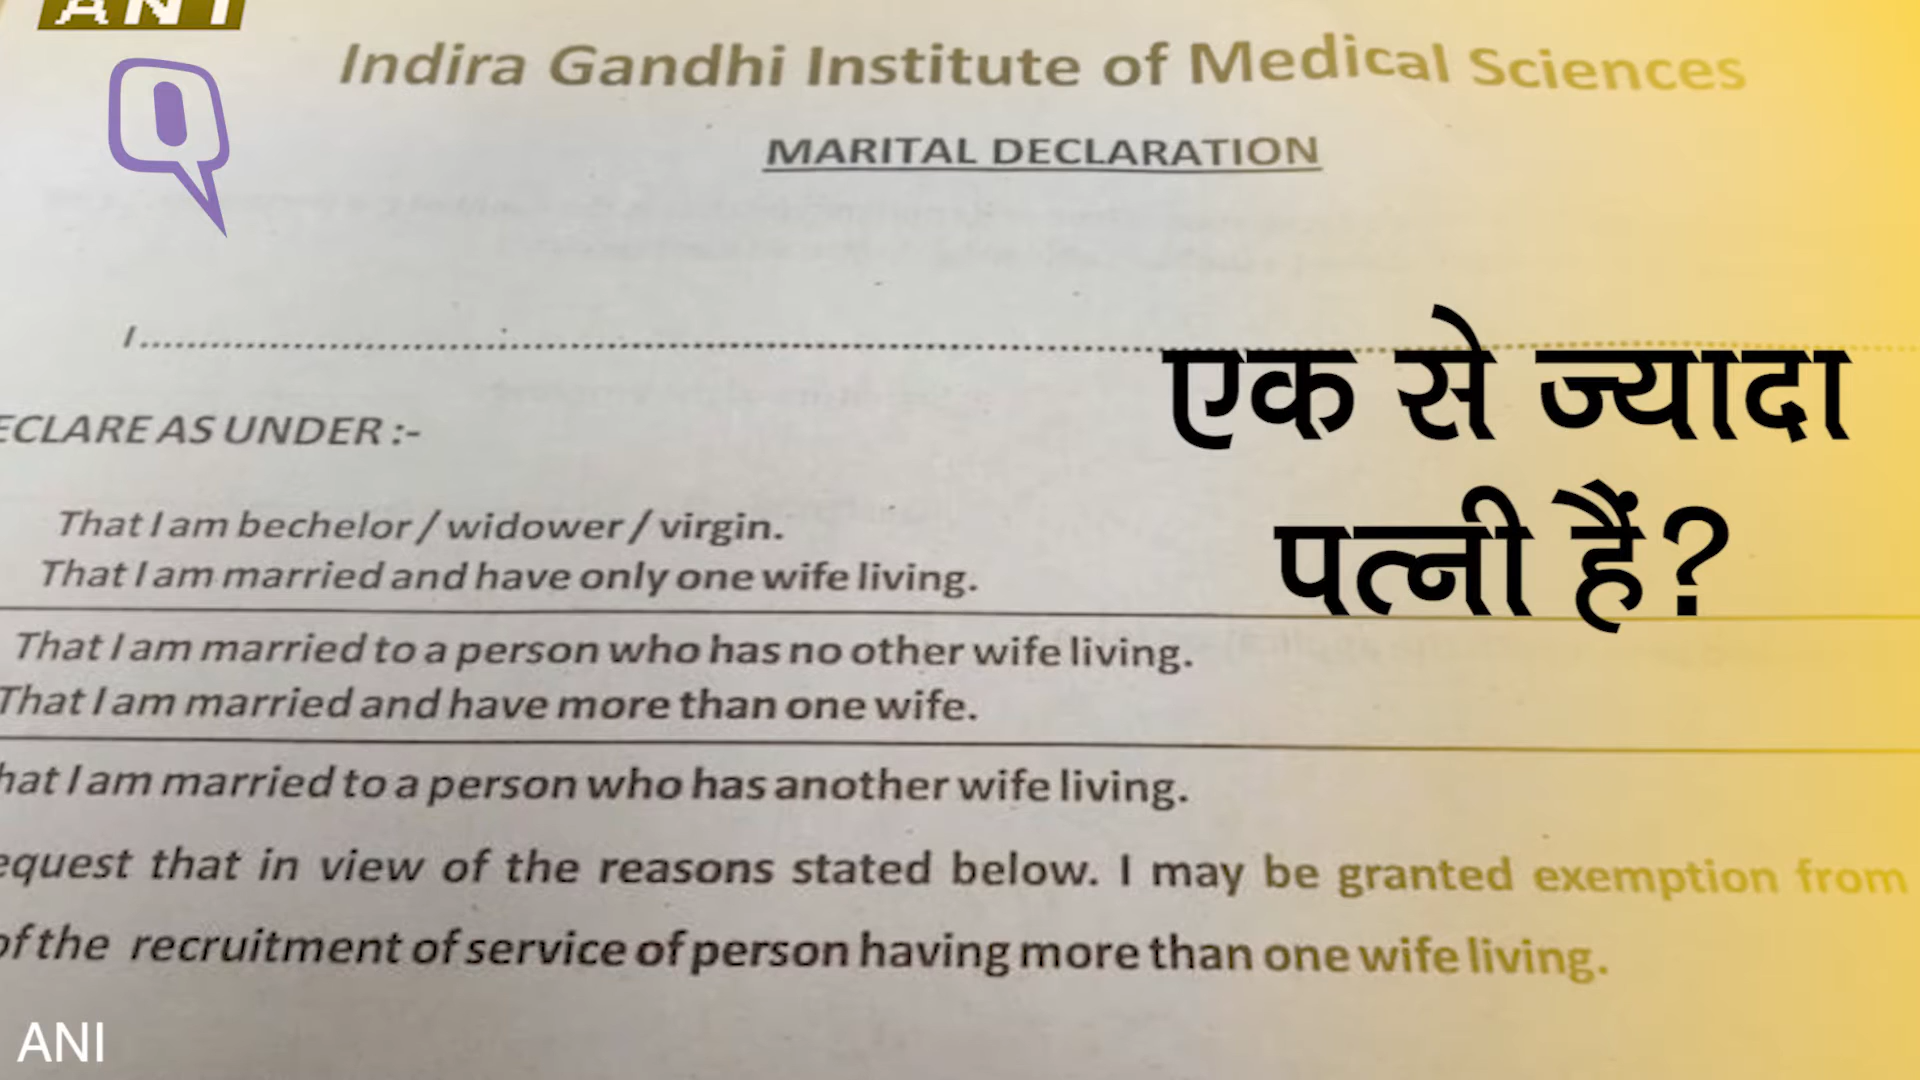 ANI
Indira Gandhi Institute of Medical Sciences
MARITAL DECLARATION
I
ECLARE AS UNDER :-
That I am bechelor / widower / virgin.
That I am married and have only one wife living.
That I am married to a person who has no other wife living.
That I am married and have more than one wife.
hat I am married to a person who has another wife living.
equest that in view of the reasons stated below. I may be granted exemption from
of the recruitment of service of person having more than one wife living.
एक से ज्यादा
पत्नी हैं?
ANI